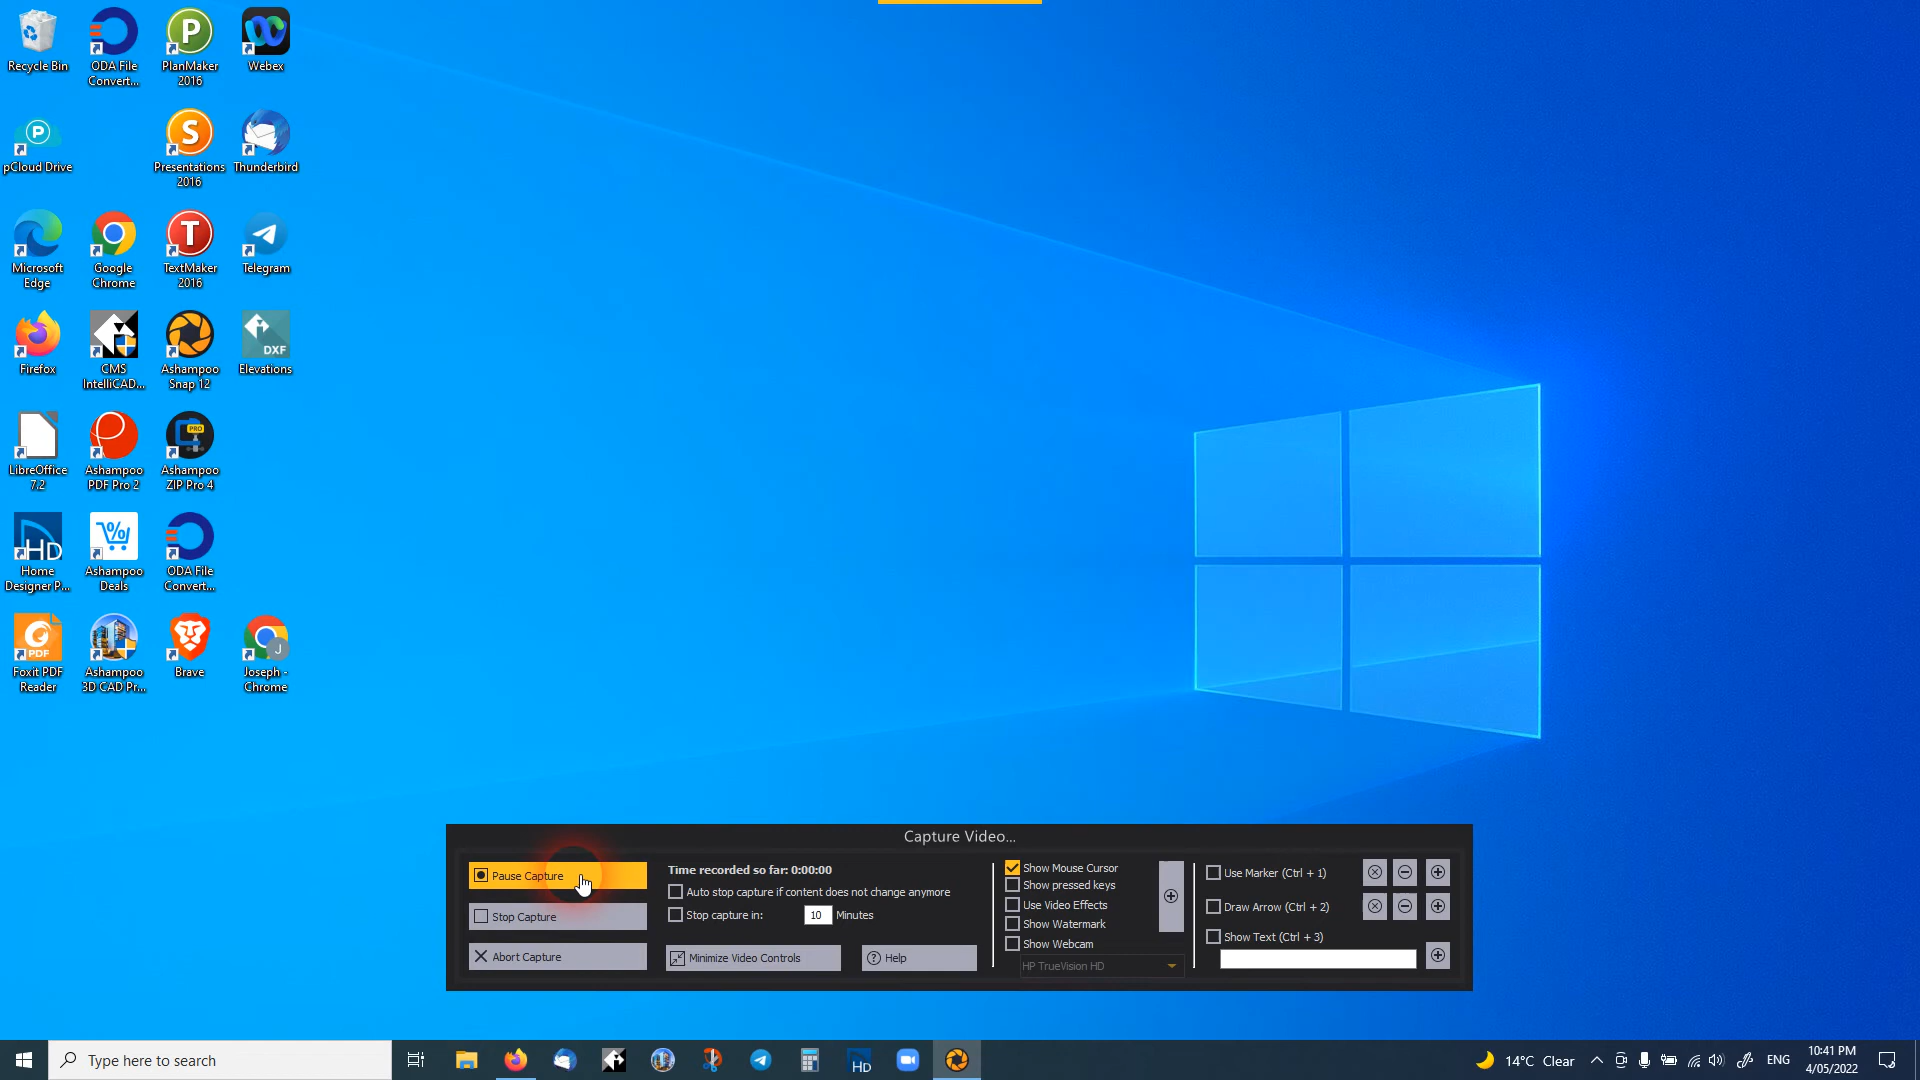 Recycle Bin
ODA File
Convert...
PlanMaker
2016
Webex
pCloud Drive
Presentations
2016
Thunderbird
Microsoft
Edge
Google
Chrome
TextMaker
2016
Telegram
Firefox
CMS
IntelliCAD...
Ashampoo
Snap 12
DXF
Elevations
LibreOffice
7.2
Ashampoo
PDF Pro 2
PRO
Ashampoo
ZIP Pro 4
HD
Home
Designer P...
%
Ashampoo
Deals
ODA File
Convert...
PDF
Foxit PDF
Reader
Ashampoo
3D CAD Pr...
Brave
J
Joseph -
Chrome
Capture Video...
Pause Capture
Stop Capture
Abort Capture
Time recorded so far: 0:00:00
Auto stop capture if content does not change anymore
Stop capture in: 10 Minutes
Minimize Video Controls
Help
Show Mouse Cursor
Show pressed keys
Use Video Effects
Show Watermark
Show Webcam
HP TrueVision HD
Use Marker (Ctrl + 1)
Draw Arrow (Ctrl + 2)
Show Text (Ctrl + 3)
Type here to search
HD
14°C Clear
ENG
10:41 PM
4/05/2022